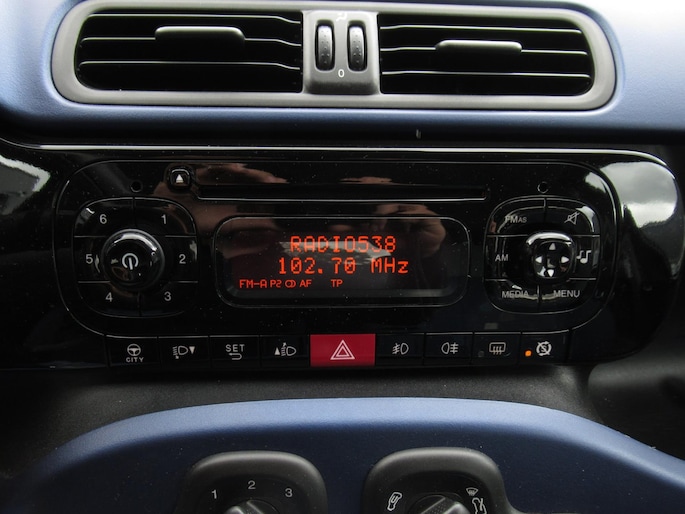 0
RADIO538
102.70 MHz
FM-A P2 AF TP
6 1
5 2
4 3
FMAS
AM
MEDIA MENU
CITY
SET
1 2 3